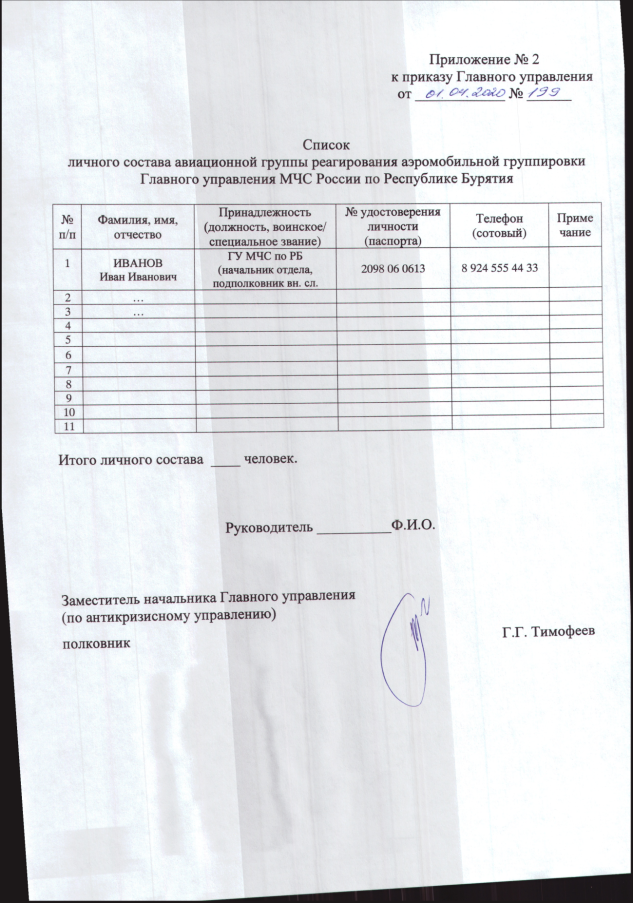 Приложение № 2
к приказу Главного управления
от 01.04.2020 № 199
Список
личного состава авиационной группы реагирования аэромобильной группировки
Главного управления МЧС России по Республике Бурятия
№ п/п Фамилия, имя, отчество Принадлежность (должность, воинское/ специальное звание) № удостоверения личности (паспорта) Телефон (сотовый) Приме чание
1 ИВАНОВ Иван Иванович ГУ МЧС по РБ (начальник отдела, подполковник вн. сл. 2098 06 0613 8 924 555 44 33
2 …
3 …
4
5
6
7
8
9
10
11
Итого личного состава ____ человек.
Руководитель __________Ф.И.О.
Заместитель начальника Главного управления
(по антикризисному управлению)
полковник
Г.Г. Тимофеев